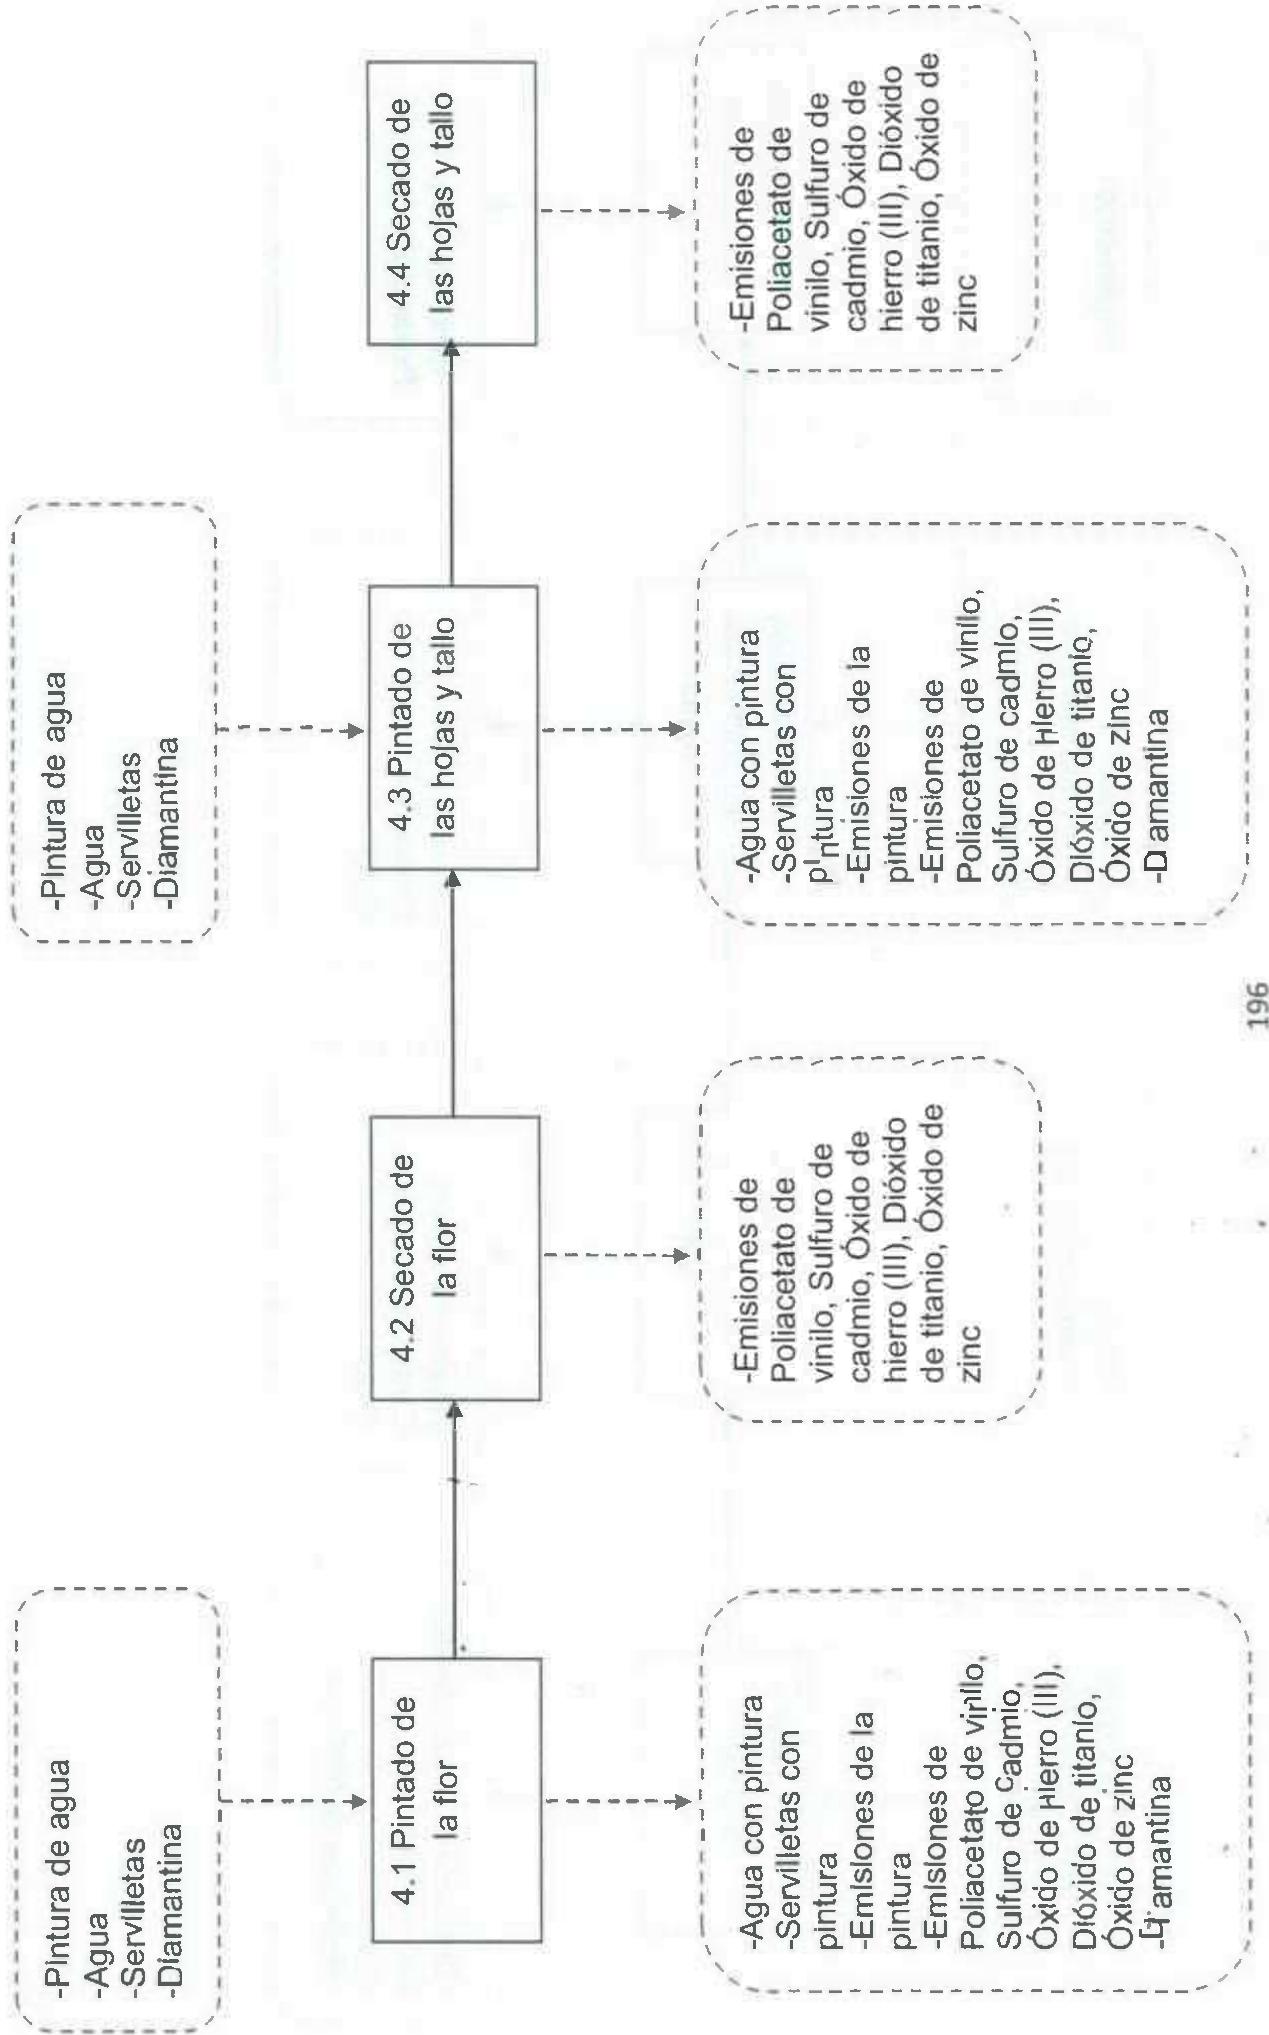 -Pintura de agua
-Agua
-Servilletas
-Diamantina
-Pintura de agua
-Agua
-Servilletas
-Diamantina
4.1 Pintado de
la flor
4.2 Secado de
la flor
4.3 Pintado de
las hojas y tallo
4.4 Secado de
las hojas y tallo
-Agua con pintura
-Servilletas con
pintura
-Emisiones de la
pintura
-Emisiones de
Poliacetato de vinilo,
Sulfuro de cadmio,
Óxido de hierro (III),
Dióxido de titanio,
Óxido de zinc
-Diamantina
-Emisiones de
Poliacetato de
vinilo, Sulfuro de
cadmio, Óxido de
hierro (III), Dióxido
de titanio, Óxido de
zinc
-Agua con pintura
-Servilletas con
pintura
-Emisiones de la
pintura
-Emisiones de
Poliacetato de vinilo,
Sulfuro de cadmio,
Óxido de hierro (III),
Dióxido de titanio,
Óxido de zinc
-Diamantina
-Emisiones de
Poliacetato de
vinilo, Sulfuro de
cadmio, Óxido de
hierro (III), Dióxido
de titanio, Óxido de
zinc
196